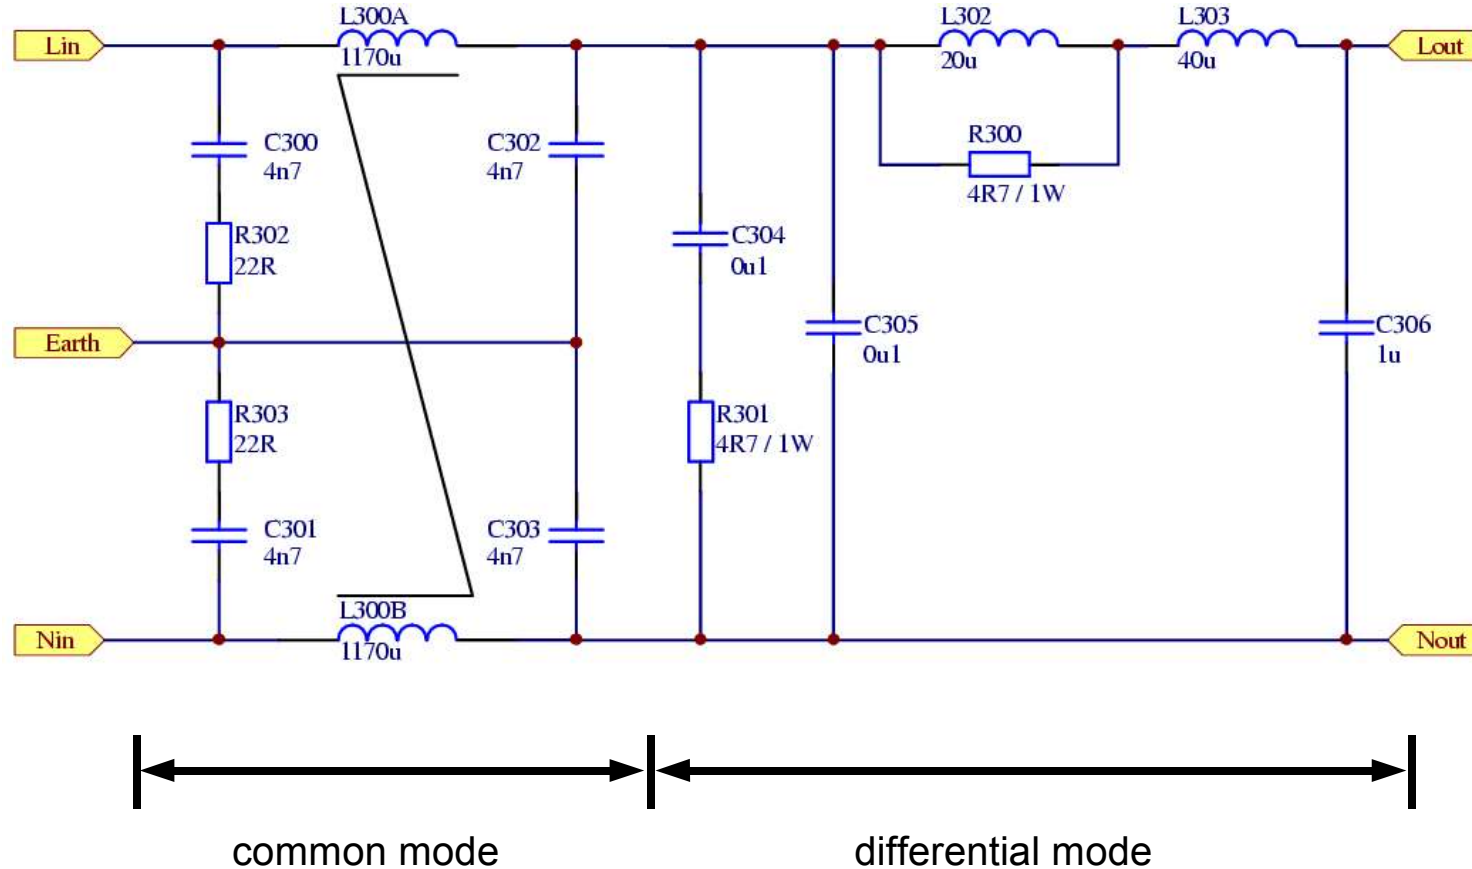 L300A
L302
L303
Lin
1170u
20u
40u
Lout
C300
4n7
C302
4n7
R300
4R7 / 1W
R302
22R
C304
0u1
C305
0u1
C306
1u
Earth
R303
22R
R301
4R7 / 1W
C301
4n7
C303
4n7
L300B
Nin
1170u
Nout
common mode
differential mode